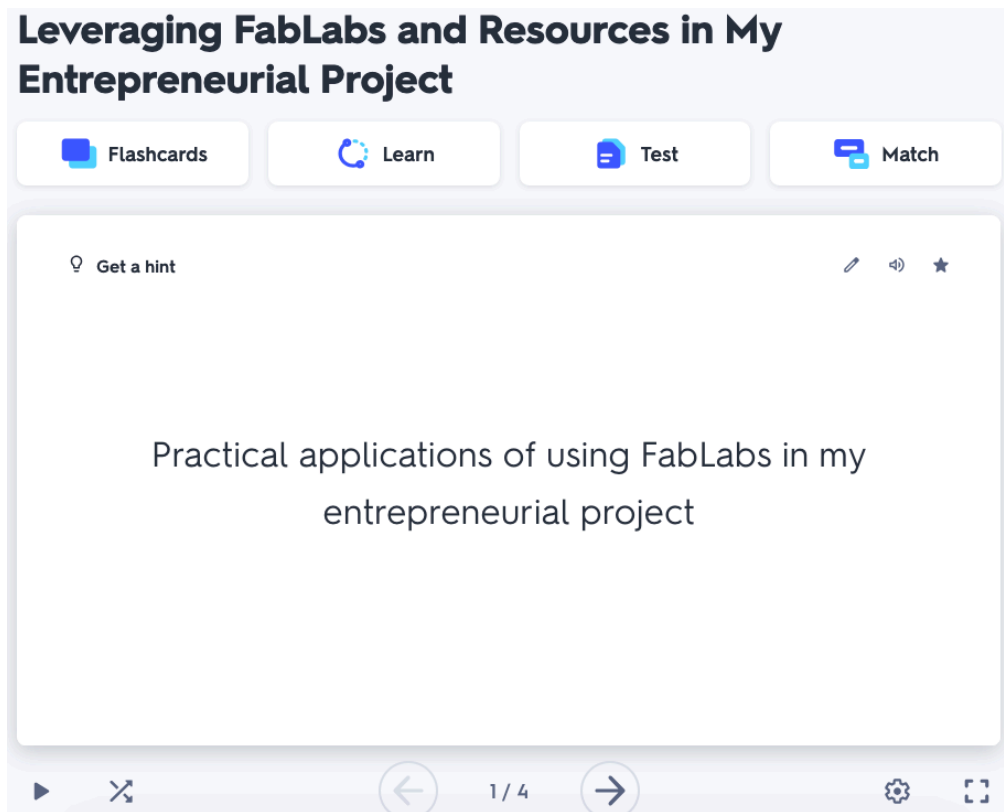 Leveraging FabLabs and Resources in My
Entrepreneurial Project
Flashcards Learn Test Match
Get a hint
Practical applications of using FabLabs in my
entrepreneurial project
1 / 4